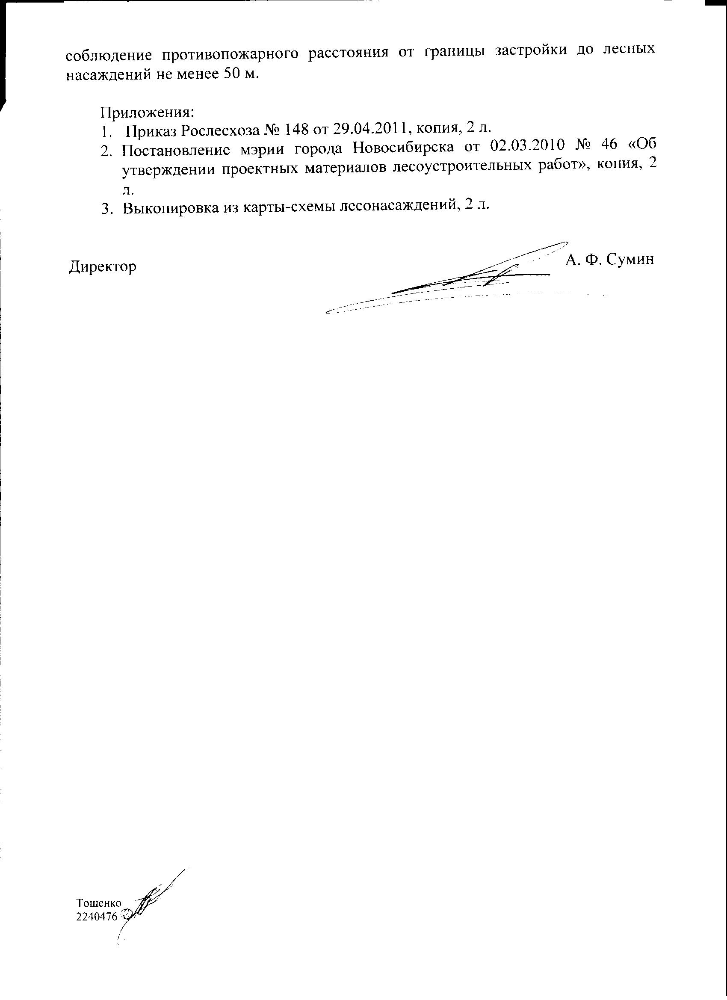 соблюдение противопожарного расстояния от границы застройки до лесных
насаждений не менее 50 м.
Приложения:
1. Приказ Рослесхоза № 148 от 29.04.2011, копия, 2 л.
2. Постановление мэрии города Новосибирска от 02.03.2010 № 46 «Об
утверждении проектных материалов лесоустроительных работ», копия, 2
л.
3. Выкопировка из карты-схемы лесонасаждений, 2 л.
Директор
А. Ф. Сумин
Тощенко
2240476